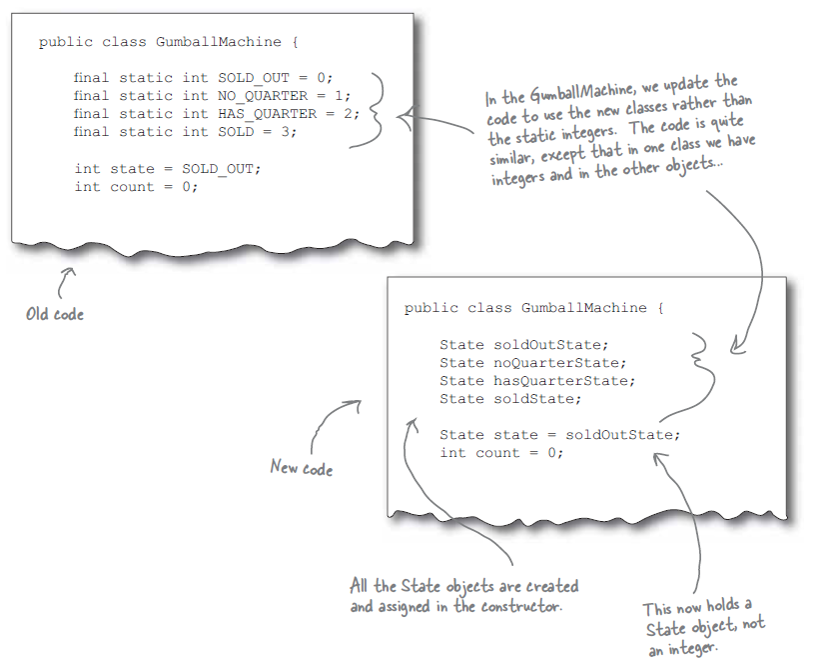 public class GumballMachine {
final static int SOLD_OUT = 0;
final static int NO_QUARTER = 1;
final static int HAS_QUARTER = 2;
final static int SOLD = 3;
int state = SOLD_OUT;
int count = 0;
In the GumballMachine, we update the
code to use the new classes rather than
the static integers. The code is quite
similar, except that in one class we have
integers and in the other objects...
Old code
public class GumballMachine {
State soldOutState;
State noQuarterState;
State hasQuarterState;
State soldState;
State state = soldOutState;
int count = 0;
New code
All the State objects are created
and assigned in the constructor.
This now holds a
State object, not
an integer.